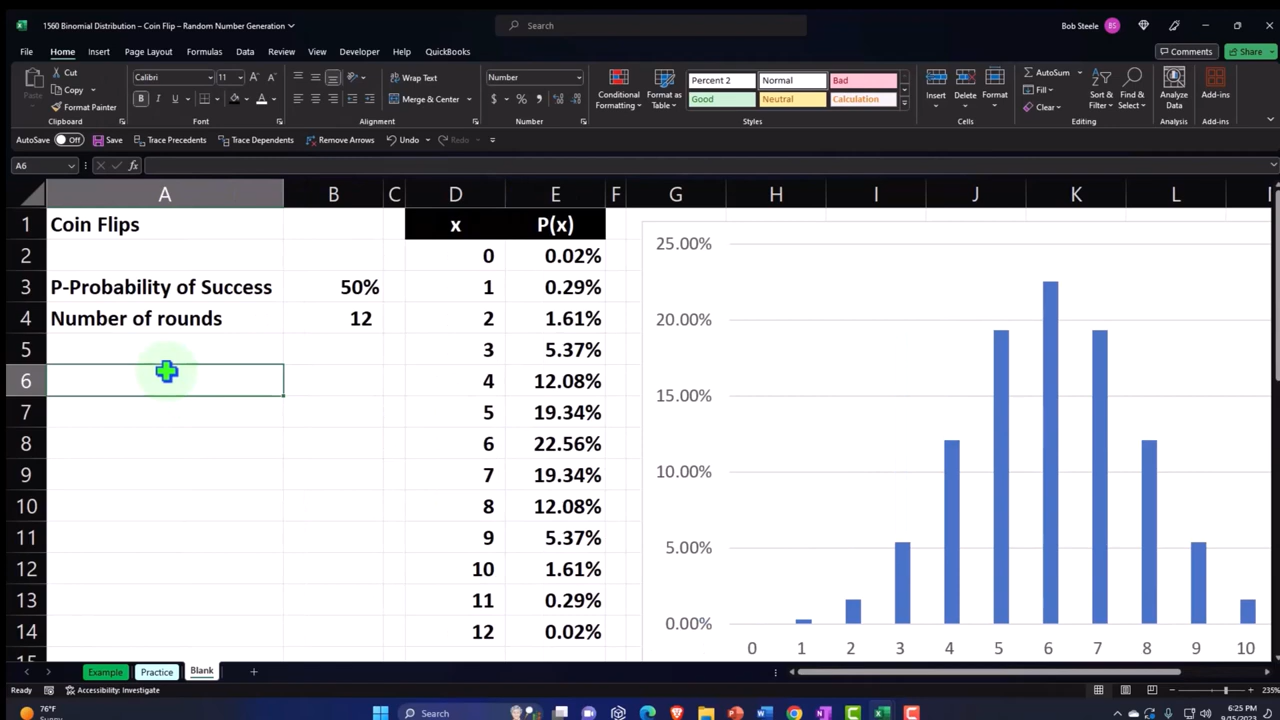 1560 Binomial Distribution – Coin Flip – Random Number Generation
Search
Bob Steele
BS
File Home Insert Page Layout Formulas Data Review View Developer Help QuickBooks
Comments Share
Paste
Cut
Copy
Format Painter
Clipboard
Calibri 11
B I U
Font
Wrap Text
Merge & Center
Alignment
Number
$ % 9
Number
Conditional Formatting
Format as Table
Percent 2 Normal Bad
Good Neutral Calculation
Styles
Insert Delete Format
Cells
AutoSum
Fill
Clear
Sort & Filter
Find & Select
Editing
Analyze Data
Analysis
Add-ins
Add-ins
AutoSave Off Save Trace Precedents Trace Dependents Remove Arrows Undo Redo
A6 fx
A B C D E F G H I J K L
1 Coin Flips x P(x)
2 0 0.02%
3 P-Probability of Success 50% 1 0.29%
4 Number of rounds 12 2 1.61%
5 3 5.37%
6 4 12.08%
7 5 19.34%
8 6 22.56%
9 7 19.34%
10 8 12.08%
11 9 5.37%
12 10 1.61%
13 11 0.29%
14 12 0.02%
15
25.00%
20.00%
15.00%
10.00%
5.00%
0.00%
0 1 2 3 4 5 6 7 8 9 10
Example Practice Blank
Ready Accessibility: Investigate
235%
76°F
Sunny
Search
6:25 PM
9/15/2023